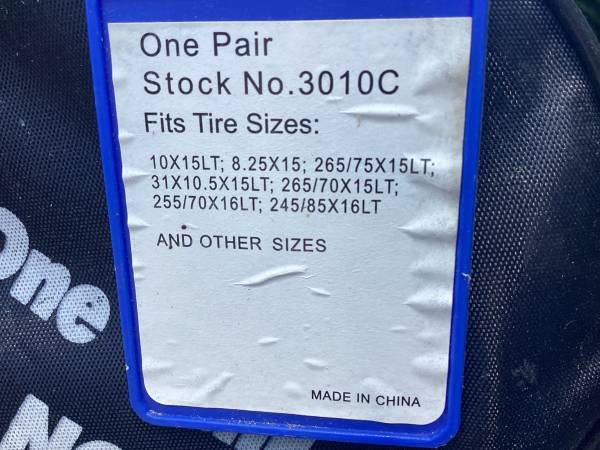 One Pair
Stock No.3010C
Fits Tire Sizes:
10X15LT; 8.25X15; 265/75X15LT;
31X10.5X15LT; 265/70X15LT;
255/70X16LT; 245/85X16LT
AND OTHER SIZES
MADE IN CHINA
One